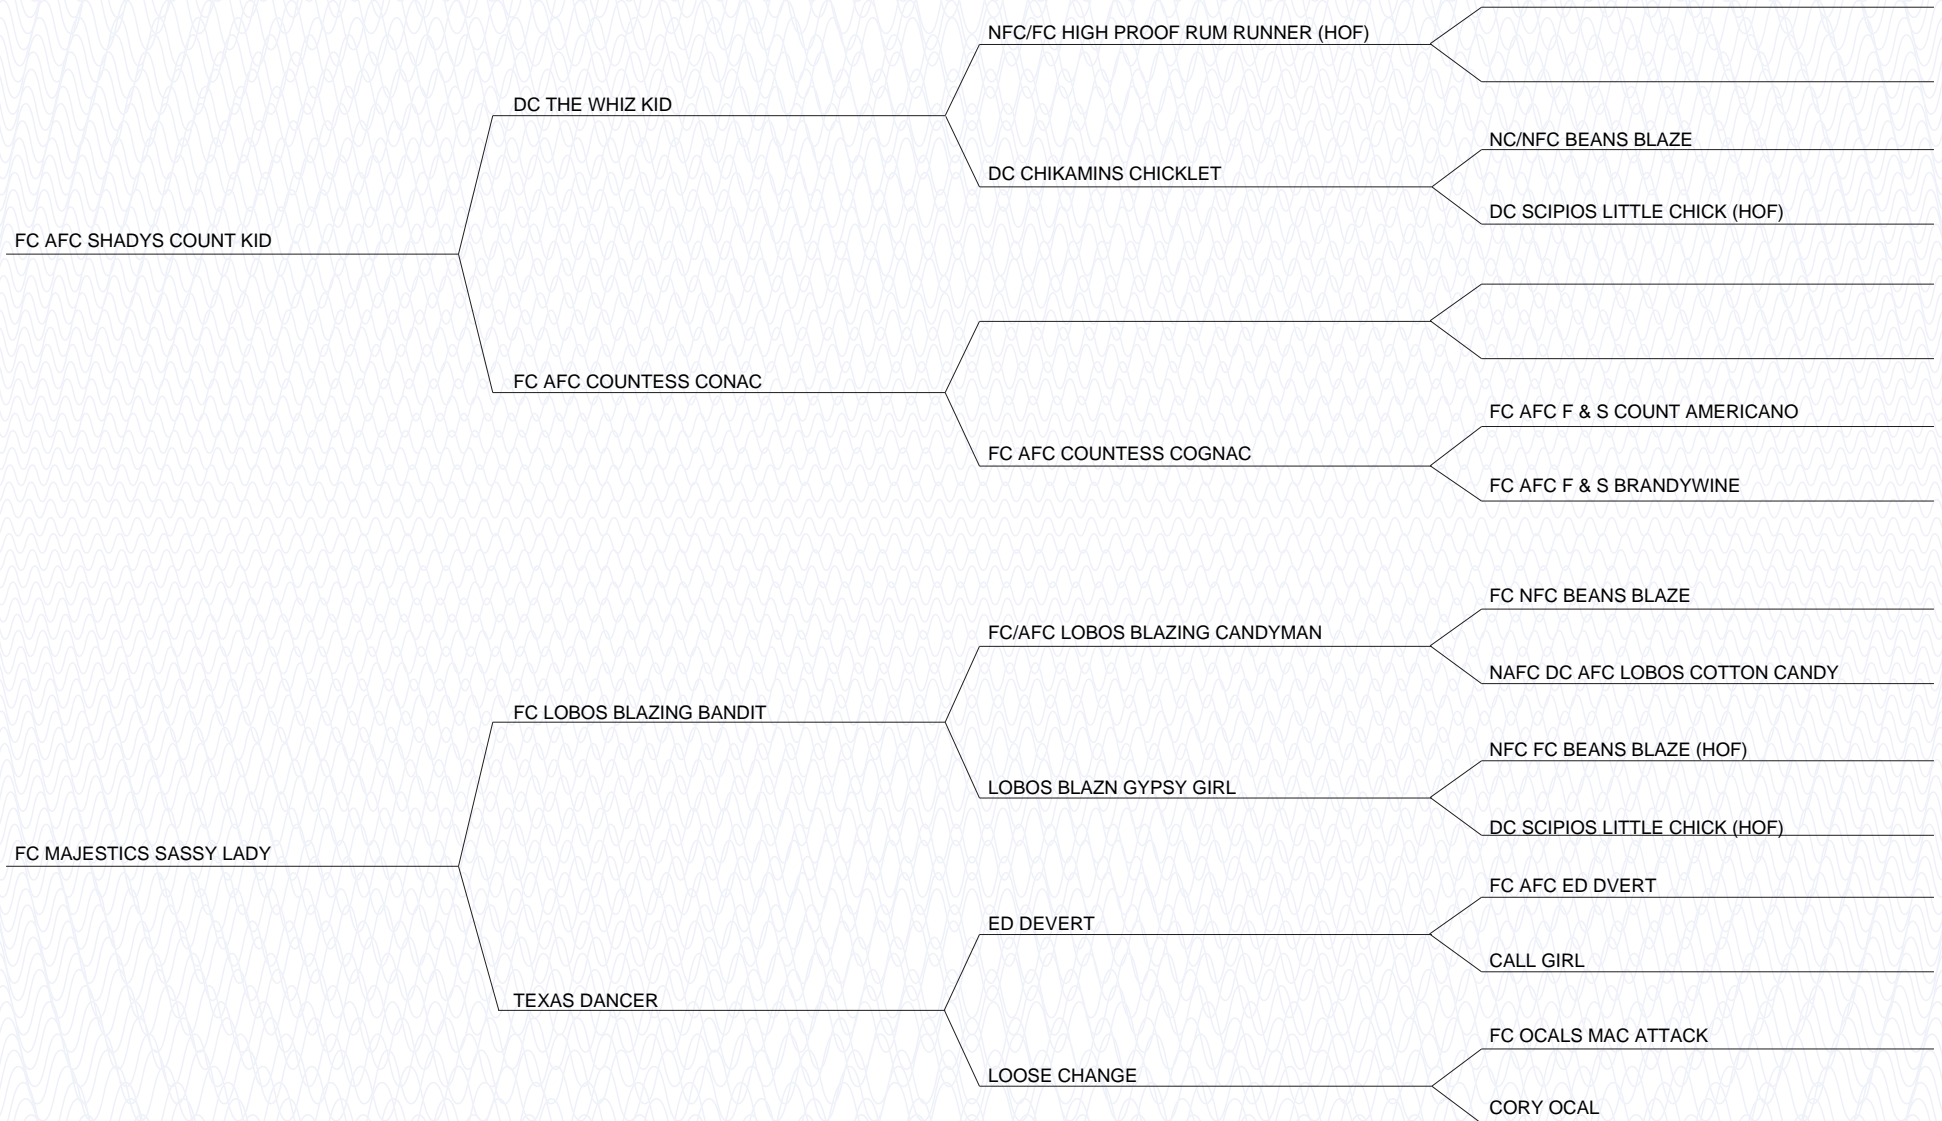 NFC/FC HIGH PROOF RUM RUNNER (HOF)
DC THE WHIZ KID
NC/NFC BEANS BLAZE
DC CHIKAMINS CHICKLET
DC SCIPIOS LITTLE CHICK (HOF)
FC AFC SHADYS COUNT KID
FC AFC COUNTESS CONAC
FC AFC F & S COUNT AMERICANO
FC AFC COUNTESS COGNAC
FC AFC F & S BRANDYWINE
FC NFC BEANS BLAZE
FC/AFC LOBOS BLAZING CANDYMAN
NAFC DC AFC LOBOS COTTON CANDY
FC LOBOS BLAZING BANDIT
NFC FC BEANS BLAZE (HOF)
LOBOS BLAZN GYPSY GIRL
DC SCIPIOS LITTLE CHICK (HOF)
FC MAJESTICS SASSY LADY
FC AFC ED DVERT
ED DEVERT
CALL GIRL
TEXAS DANCER
FC OCALS MAC ATTACK
LOOSE CHANGE
CORY OCAL